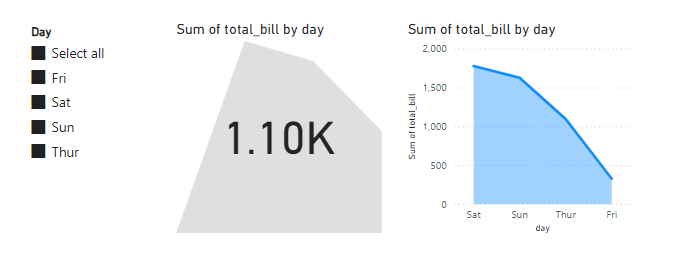 Day
Select all
Fri
Sat
Sun
Thur
Sum of total_bill by day
1.10K
Sum of total_bill by day
2,000
1,500
1,000
500
0
Sum of total_bill
Sat Sun Thur Fri
day